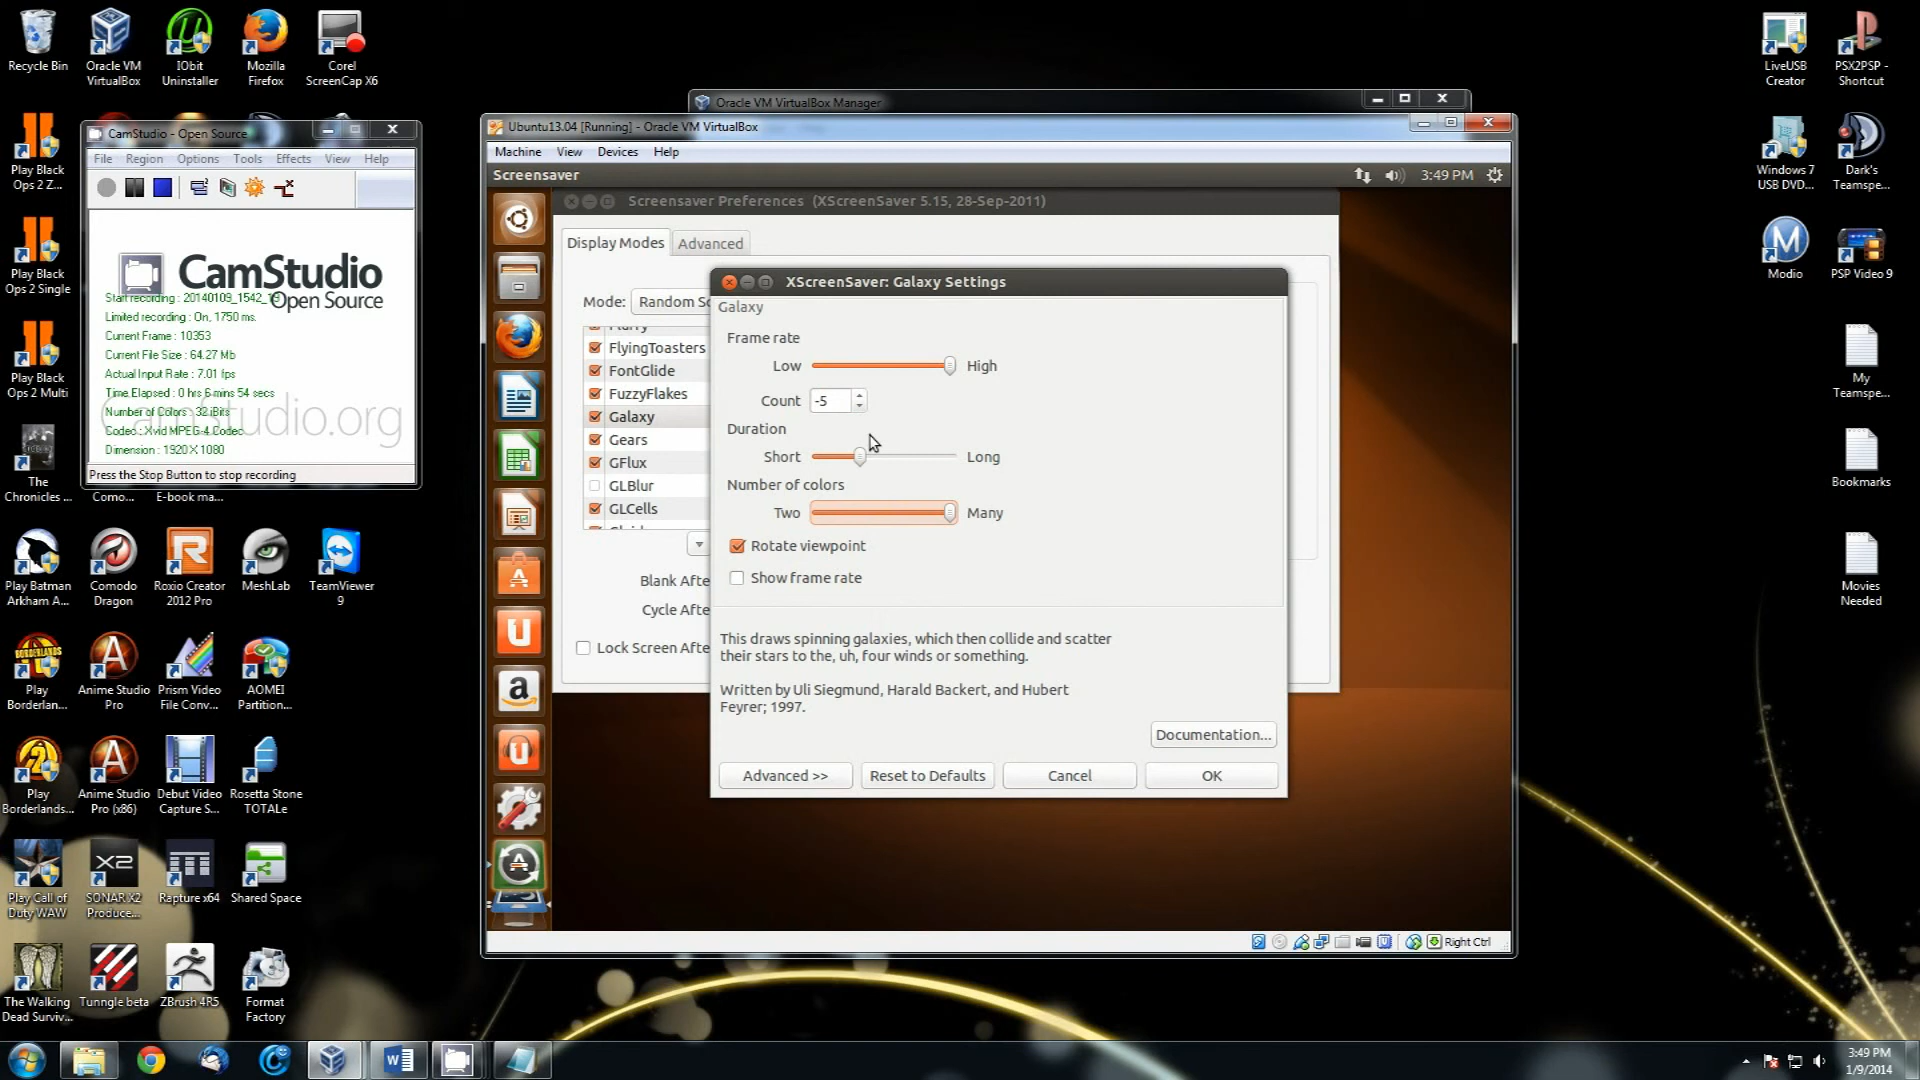 Recycle Bin
Oracle VM
VirtualBox
IObit
Uninstaller
Mozilla
Firefox
Corel
ScreenCap X6
LiveUSB
Creator
PSX2PSP -
Shortcut
Play Black
Ops 2 Z...
Play Black
Ops 2 Single
Play Black
Ops 2 Multi
The
Chronicles ...
Como...
E-book ma...
Windows 7
USB DVD...
Dark's
Teamspe...
Modio
PSP Video 9
My
Teamspe...
Bookmarks
Movies
Needed
CamStudio - Open Source
File Region Options Tools Effects View Help
CamStudio
Open Source
Start recording : 20140109_1542_
Limited recording : On, 1750 ms.
Current Frame : 10353
Current File Size : 64.27 Mb
Actual Input Rate : 7.01 fps
Time Elapsed : 0 hrs 6 mins 54 secs
Number of Colors : 32 iBits
Codec : Xvid MPEG-4 Codec
Dimension : 1920X1080
CamStudio.org
Press the Stop Button to stop recording
Oracle VM VirtualBox Manager
Ubuntu13.04 [Running] - Oracle VM VirtualBox
Machine View Devices Help
Screensaver
3:49 PM
Screensaver Preferences (XScreenSaver 5.15, 28-Sep-2011)
Display Modes
Advanced
Mode:
Random Sc
Flurry
FlyingToasters
FontGlide
FuzzyFlakes
Galaxy
Gears
GFlux
GLBlur
GLCells
Blank Afte
Cycle Afte
Lock Screen Afte
XScreenSaver: Galaxy Settings
Galaxy
Frame rate
Low High
Count -5
Duration
Short Long
Number of colors
Two Many
Rotate viewpoint
Show frame rate
This draws spinning galaxies, which then collide and scatter
their stars to the, uh, four winds or something.
Written by Uli Siegmund, Harald Backert, and Hubert
Feyrer; 1997.
Documentation...
Advanced >>
Reset to Defaults
Cancel
OK
Right Ctrl
Play Batman
Arkham A...
Comodo
Dragon
Roxio Creator
2012 Pro
MeshLab
TeamViewer
9
Play
Borderlan...
Anime Studio
Pro
Prism Video
File Conv...
AOMEI
Partition...
Play
Borderlands...
Anime Studio
Pro (x86)
Debut Video
Capture S...
Rosetta Stone
TOTALe
Play Call of
Duty WAW
SONAR X2
Produce...
Rapture x64
Shared Space
The Walking
Dead Surviv...
Tunngle beta
ZBrush 4R5
Format
Factory
3:49 PM
1/9/2014